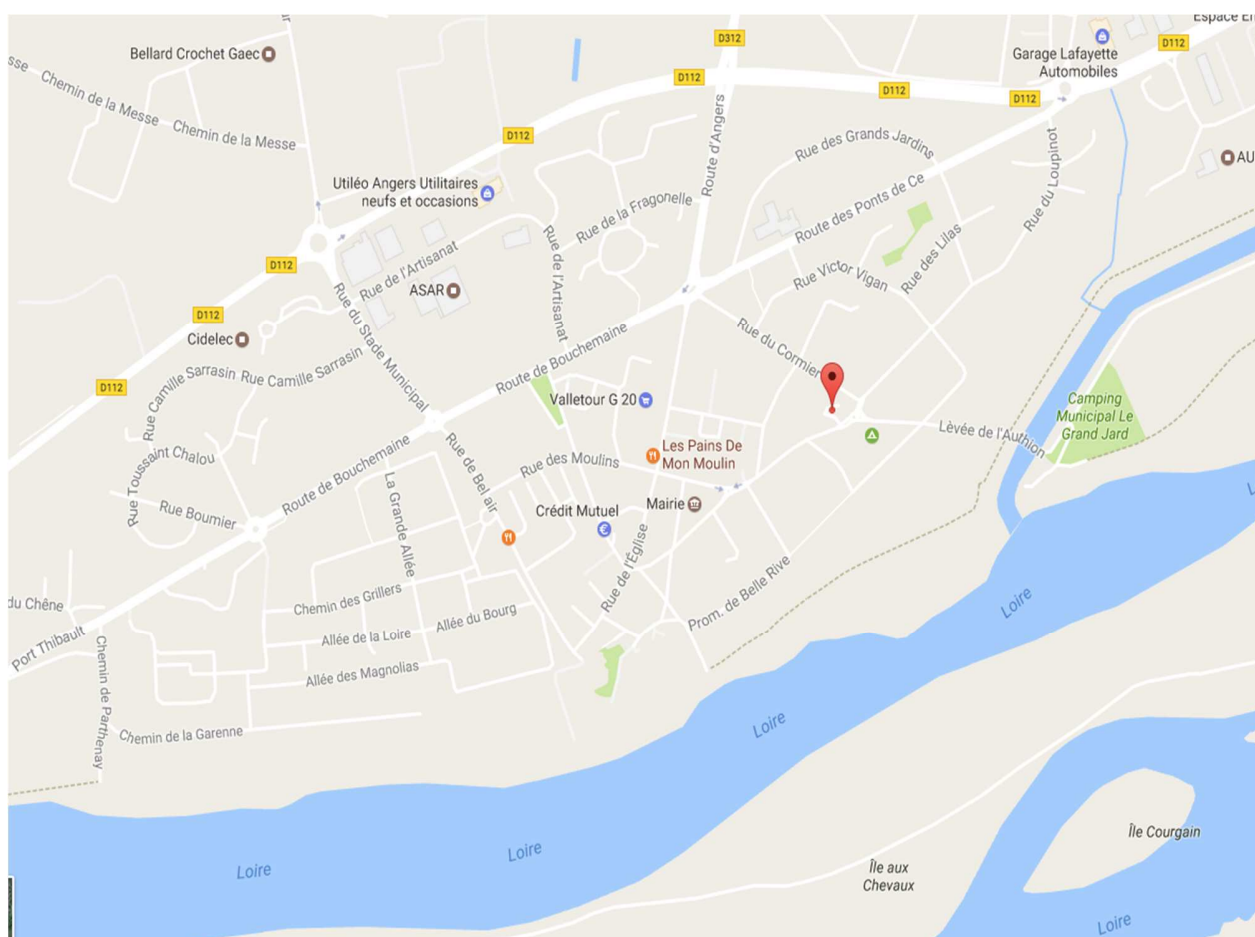 Espace En
D312
D112
Garage Lafayette
Automobiles
Bellard Crochet Gaec
sse
Chemin de la Messe
Chemin de la Messe
D112
D112
D112
D112
Route d'Angers
Rue des Grands Jardins
Rue du Loupinot
AU
Utiléo Angers Utilitaires
neufs et occasions
Rue de la Fragonelle
Route des Ponts de Ce
Rue de l'Artisanat
Rue de l'Artisanat
Rue des Lilas
Rue Victor Vigan
D112
ASAR
Rue du Stade Municipal
D112
Cidelec
Rue du Cormier
Route de Bouchemaine
D112
Rue Camille Sarrasin
Rue Camille Sarrasin
Valletour G 20
Camping
Municipal Le
Grand Jard
Lèvée de l'Authion
Les Pains De
Mon Moulin
Rue Toussaint Chalou
Route de Bouchemaine
Rue de Bel air
Rue des Moulins
La Grande Allée
Rue Boumier
Crédit Mutuel
Mairie
L
Rue de l'Église
Prom. de Belle Rive
Loire
du Chêne
Chemin des Grillers
Allée du Bourg
Allée de la Loire
Port Thibault
Allée des Magnolias
Chemin de Parthenay
Chemin de la Garenne
Loire
Île Courgain
Loire
Loire
Île aux
Chevaux
Loire